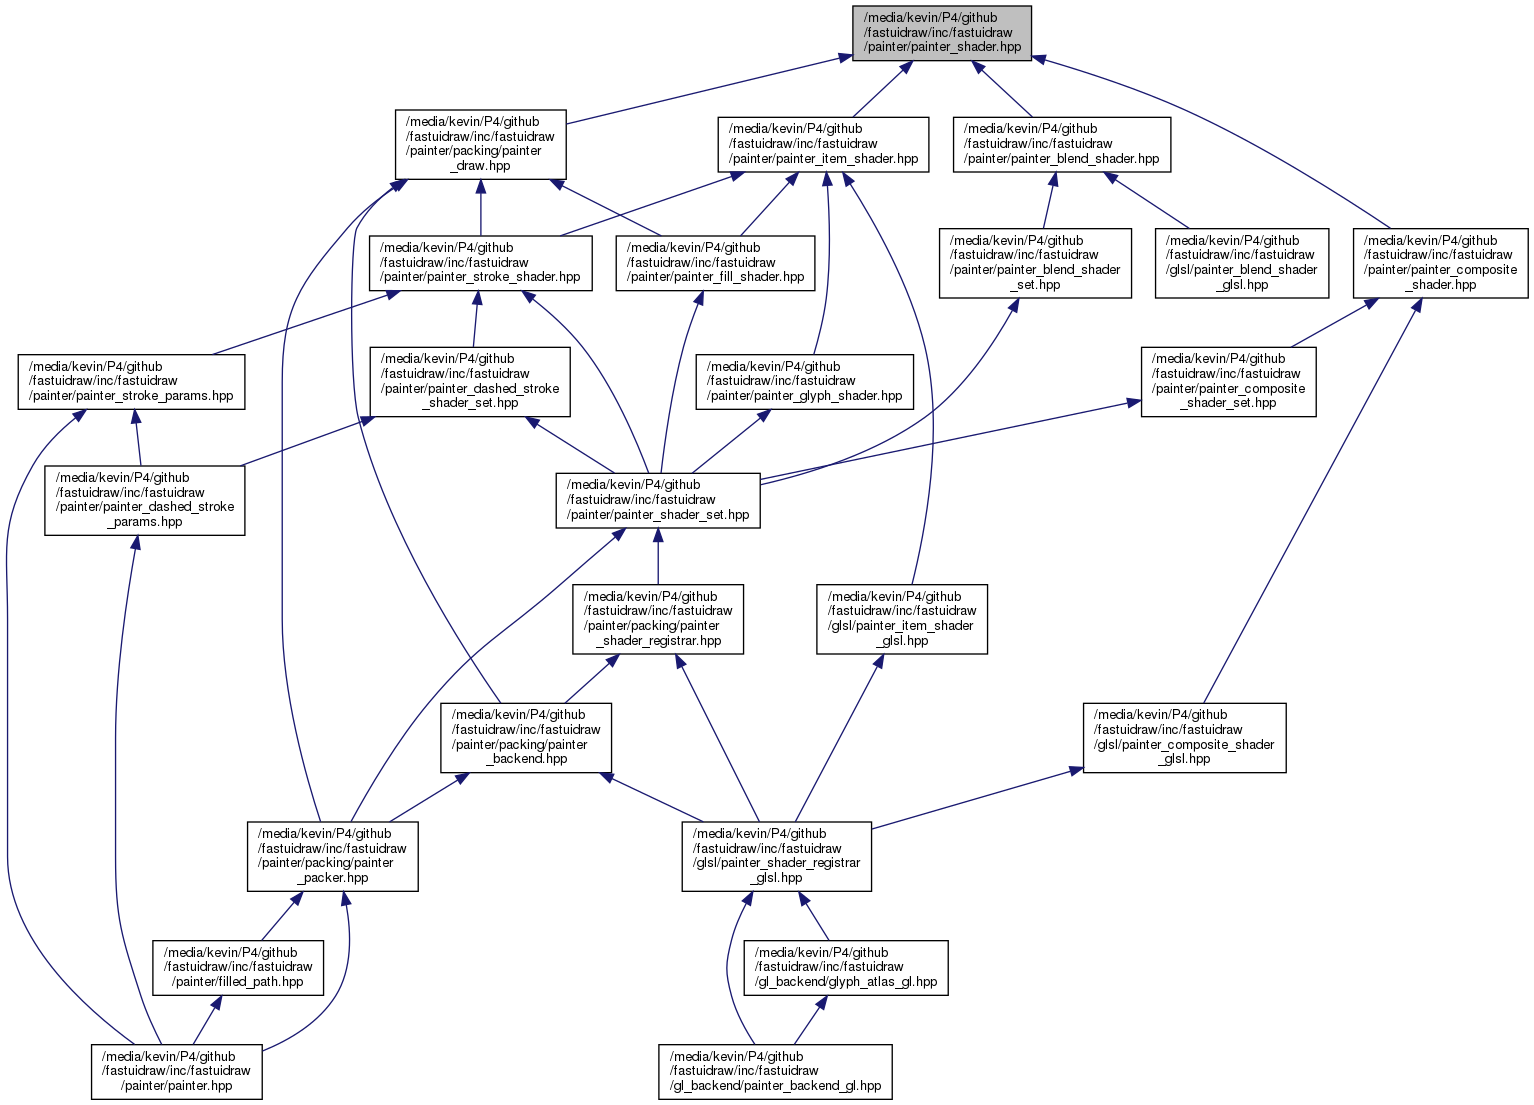 /media/kevin/P4/github
/fastuidraw/inc/fastuidraw
/painter/painter_shader.hpp
/media/kevin/P4/github
/fastuidraw/inc/fastuidraw
/painter/packing/painter
_draw.hpp
/media/kevin/P4/github
/fastuidraw/inc/fastuidraw
/painter/painter_item_shader.hpp
/media/kevin/P4/github
/fastuidraw/inc/fastuidraw
/painter/painter_blend_shader.hpp
/media/kevin/P4/github
/fastuidraw/inc/fastuidraw
/painter/painter_stroke_shader.hpp
/media/kevin/P4/github
/fastuidraw/inc/fastuidraw
/painter/painter_fill_shader.hpp
/media/kevin/P4/github
/fastuidraw/inc/fastuidraw
/painter/painter_blend_shader
_set.hpp
/media/kevin/P4/github
/fastuidraw/inc/fastuidraw
/glsl/painter_blend_shader
_glsl.hpp
/media/kevin/P4/github
/fastuidraw/inc/fastuidraw
/painter/painter_composite
_shader.hpp
/media/kevin/P4/github
/fastuidraw/inc/fastuidraw
/painter/painter_stroke_params.hpp
/media/kevin/P4/github
/fastuidraw/inc/fastuidraw
/painter/painter_dashed_stroke
_shader_set.hpp
/media/kevin/P4/github
/fastuidraw/inc/fastuidraw
/painter/painter_glyph_shader.hpp
/media/kevin/P4/github
/fastuidraw/inc/fastuidraw
/painter/painter_composite
_shader_set.hpp
/media/kevin/P4/github
/fastuidraw/inc/fastuidraw
/painter/painter_dashed_stroke
_params.hpp
/media/kevin/P4/github
/fastuidraw/inc/fastuidraw
/painter/painter_shader_set.hpp
/media/kevin/P4/github
/fastuidraw/inc/fastuidraw
/painter/packing/painter
_shader_registrar.hpp
/media/kevin/P4/github
/fastuidraw/inc/fastuidraw
/glsl/painter_item_shader
_glsl.hpp
/media/kevin/P4/github
/fastuidraw/inc/fastuidraw
/painter/packing/painter
_backend.hpp
/media/kevin/P4/github
/fastuidraw/inc/fastuidraw
/glsl/painter_composite_shader
_glsl.hpp
/media/kevin/P4/github
/fastuidraw/inc/fastuidraw
/painter/packing/painter
_packer.hpp
/media/kevin/P4/github
/fastuidraw/inc/fastuidraw
/glsl/painter_shader_registrar
_glsl.hpp
/media/kevin/P4/github
/fastuidraw/inc/fastuidraw
/painter/filled_path.hpp
/media/kevin/P4/github
/fastuidraw/inc/fastuidraw
/gl_backend/glyph_atlas_gl.hpp
/media/kevin/P4/github
/fastuidraw/inc/fastuidraw
/painter/painter.hpp
/media/kevin/P4/github
/fastuidraw/inc/fastuidraw
/gl_backend/painter_backend_gl.hpp